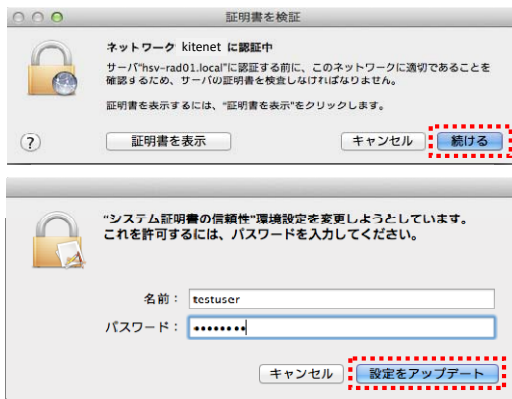 証明書を検証
ネットワーク kitenet に認証中
サーバ"hsv-rad01.local"に認証する前に、このネットワークに適切であることを
確認するため、サーバの証明書を検査しなければなりません。
証明書を表示するには、"証明書を表示"をクリックします。
?
証明書を表示
キャンセル
続ける
"システム証明書の信頼性"環境設定を変更しようとしています。
これを許可するには、パスワードを入力してください。
名前： testuser
パスワード： ••••••••
キャンセル
設定をアップデート